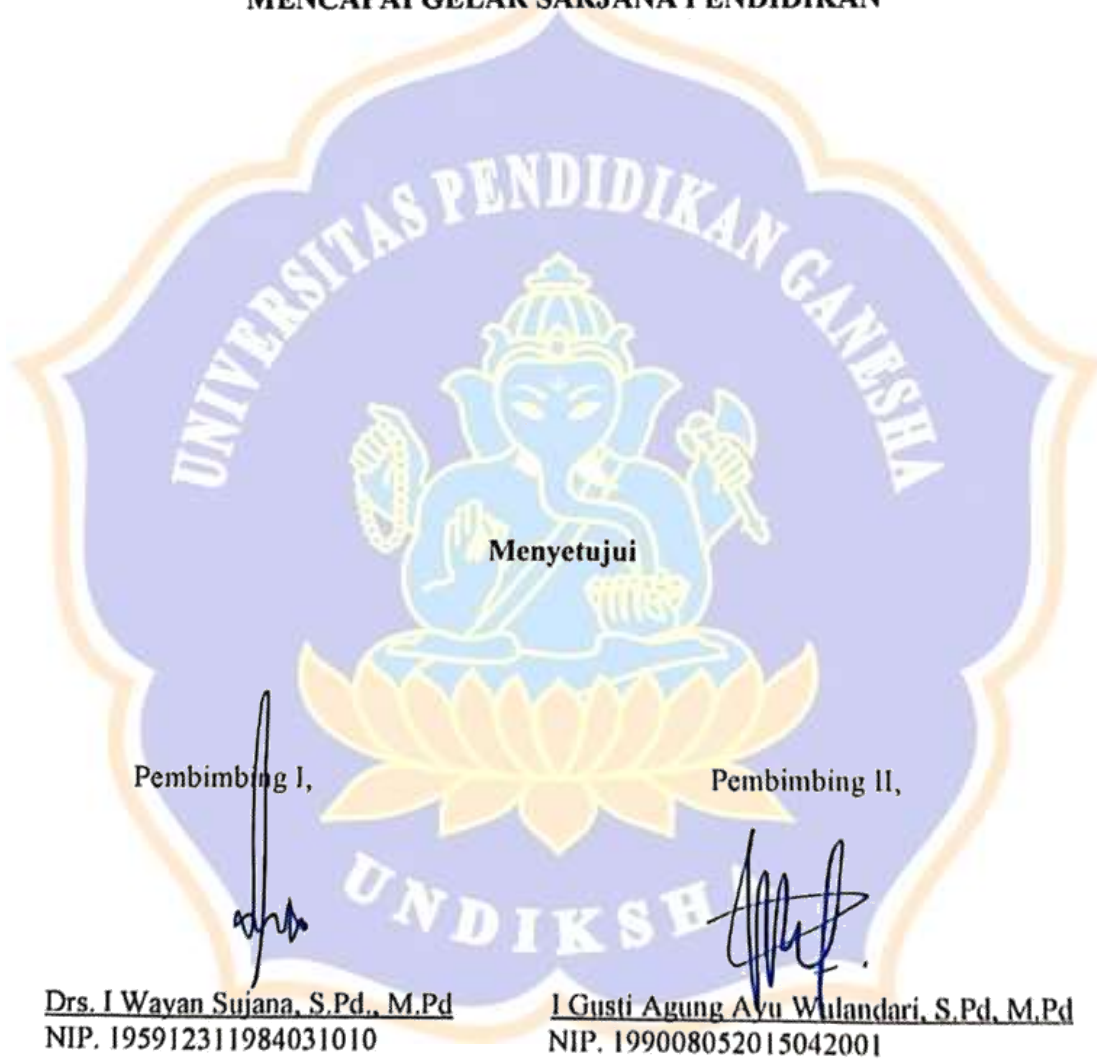 MENCAPAI GELAR SARJANA PENDIDIKAN
UNIVERSITAS PENDIDIKAN GANESHA
Menyetujui
Pembimbing I,
Pembimbing II,
UNDIKSHA
Drs. I Wayan Sujana, S.Pd., M.Pd
I Gusti Agung Ayu Wulandari, S.Pd, M.Pd
NIP. 195912311984031010
NIP. 199008052015042001